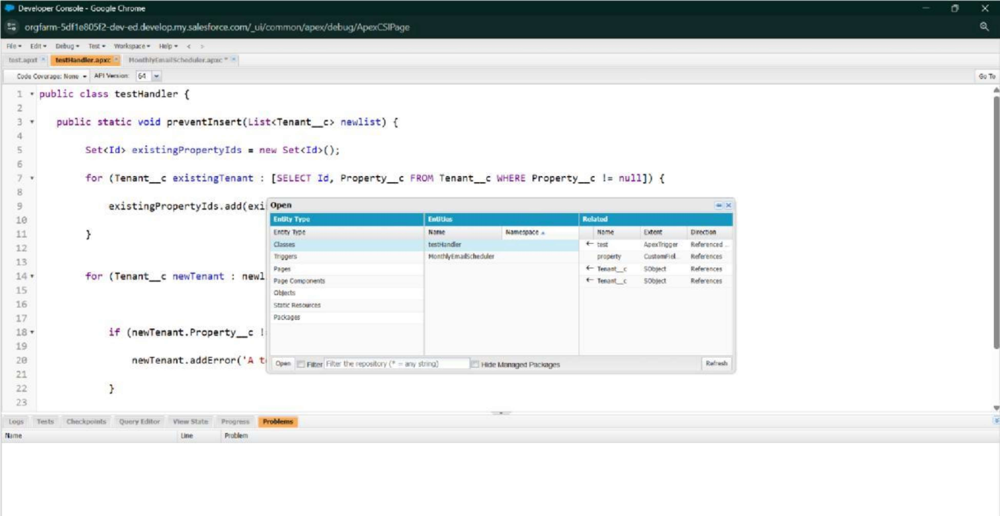 Developer Console - Google Chrome
orgfarm-5df1e805f2-dev-ed.develop.my.salesforce.com/_ui/common/apex/debug/ApexCSIPage
File Edit Debug Test Workspace Help < >
test.apxt testHandler.apxc MonthlyEmailScheduler.apxc *
Code Coverage: None API Version: 64 Go To
1 public class testHandler {
2
3 public static void preventInsert(List<Tenant__c> newlist) {
4
5 Set<Id> existingPropertyIds = new Set<Id>();
6
7 for (Tenant__c existingTenant : [SELECT Id, Property__c FROM Tenant__c WHERE Property__c != null]) {
8
9 existingPropertyIds.add(exi
10
11 }
12
13
14 for (Tenant__c newTenant : newl
15
16
17
18 if (newTenant.Property__c !
19
20 newTenant.addError('A t
21
22 }
23
Open
Entity Type Entities Related
Entity Type Name Namespace Name Extent Direction
Classes testHandler ← test ApexTrigger Referenced ...
Triggers MonthlyEmailScheduler property CustomFiel... References
Pages ← Tenant__c SObject References
Page Components ← Tenant__c SObject References
Objects
Static Resources
Packages
Open Filter Filter the repository (* = any string) Hide Managed Packages Refresh
Logs Tests Checkpoints Query Editor View State Progress Problems
Name Line Problem